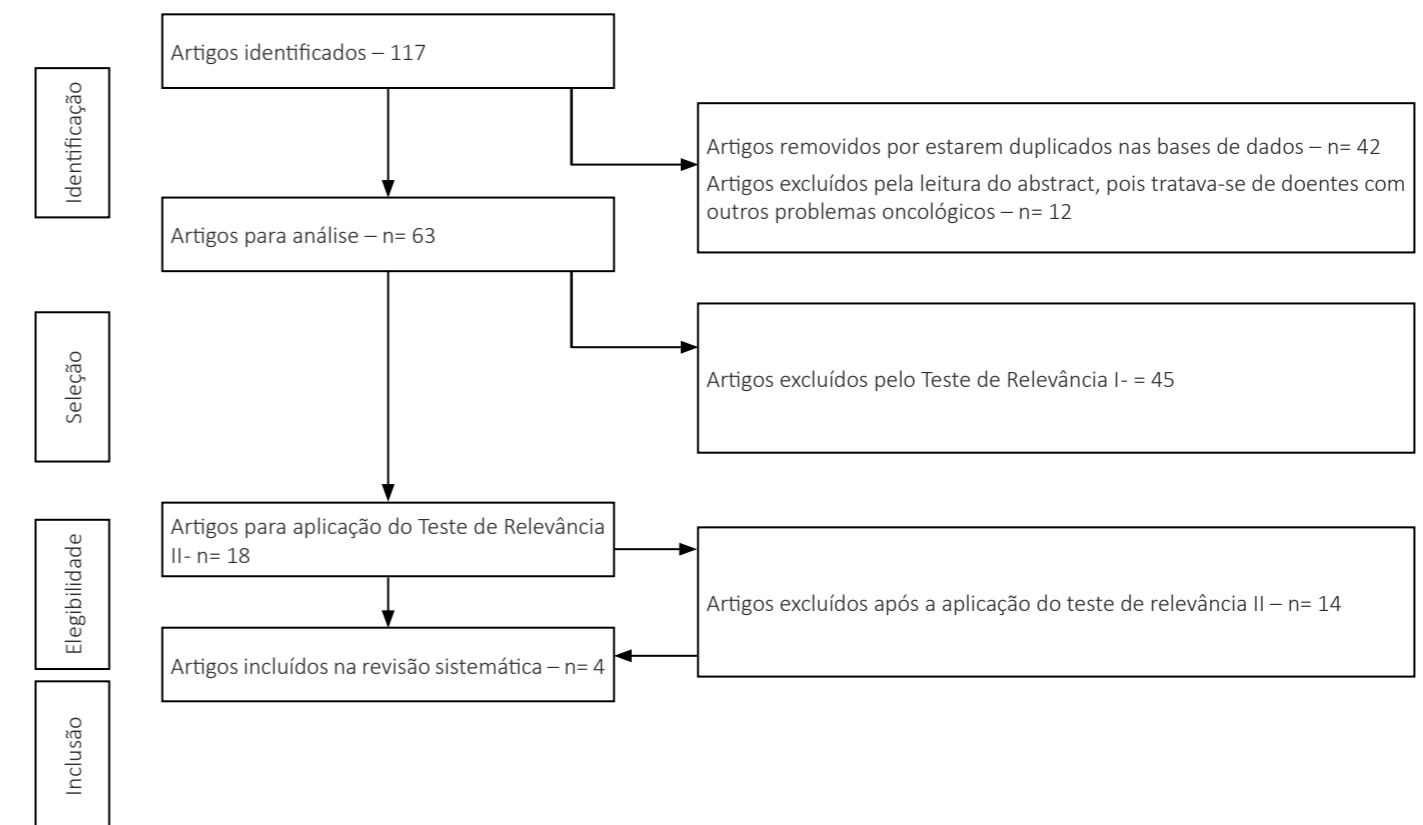 Identificação
Artigos identificados – 117
Artigos removidos por estarem duplicados nas bases de dados – n= 42
Artigos excluídos pela leitura do abstract, pois tratava-se de doentes com
outros problemas oncológicos – n= 12
Artigos para análise – n= 63
Seleção
Artigos excluídos pelo Teste de Relevância I- = 45
Elegibilidade
Artigos para aplicação do Teste de Relevância
II- n= 18
Artigos excluídos após a aplicação do teste de relevância II – n= 14
Artigos incluídos na revisão sistemática – n= 4
Inclusão